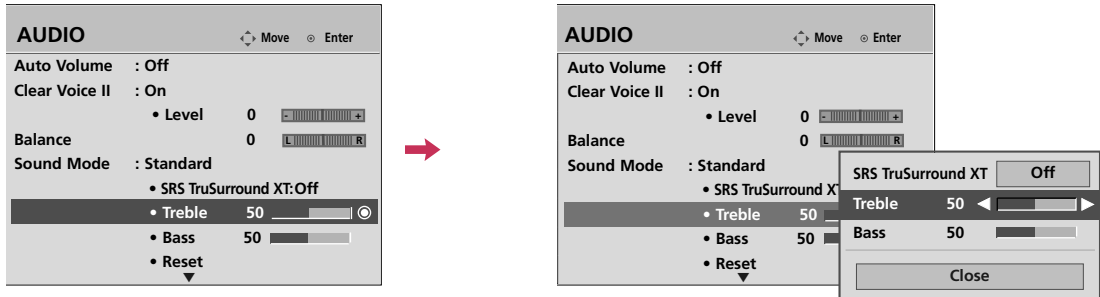 AUDIO Move Enter
Auto Volume : Off
Clear Voice II : On
• Level 0 - +
Balance 0 L R
Sound Mode : Standard
• SRS TruSurround XT:Off
• Treble 50
• Bass 50
• Reset
AUDIO Move Enter
Auto Volume : Off
Clear Voice II : On
• Level 0 - +
Balance 0 L R
Sound Mode : Standard
• SRS TruSurround XT
• Treble 50
• Bass 50
• Reset
SRS TruSurround XT Off
Treble 50
Bass 50
Close